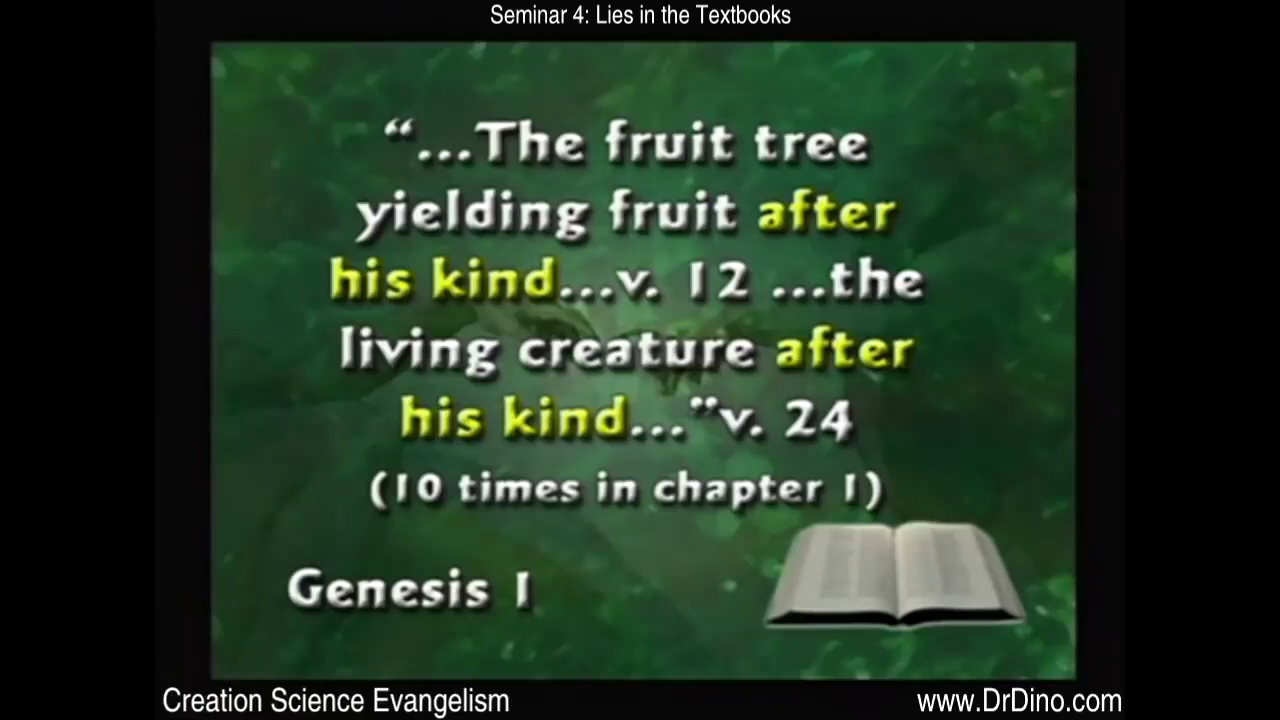 Seminar 4: Lies in the Textbooks
“...The fruit tree
yielding fruit after
his kind...v. 12 ...the
living creature after
his kind...”v. 24
(10 times in chapter 1)
Genesis 1
Creation Science Evangelism
www.DrDino.com